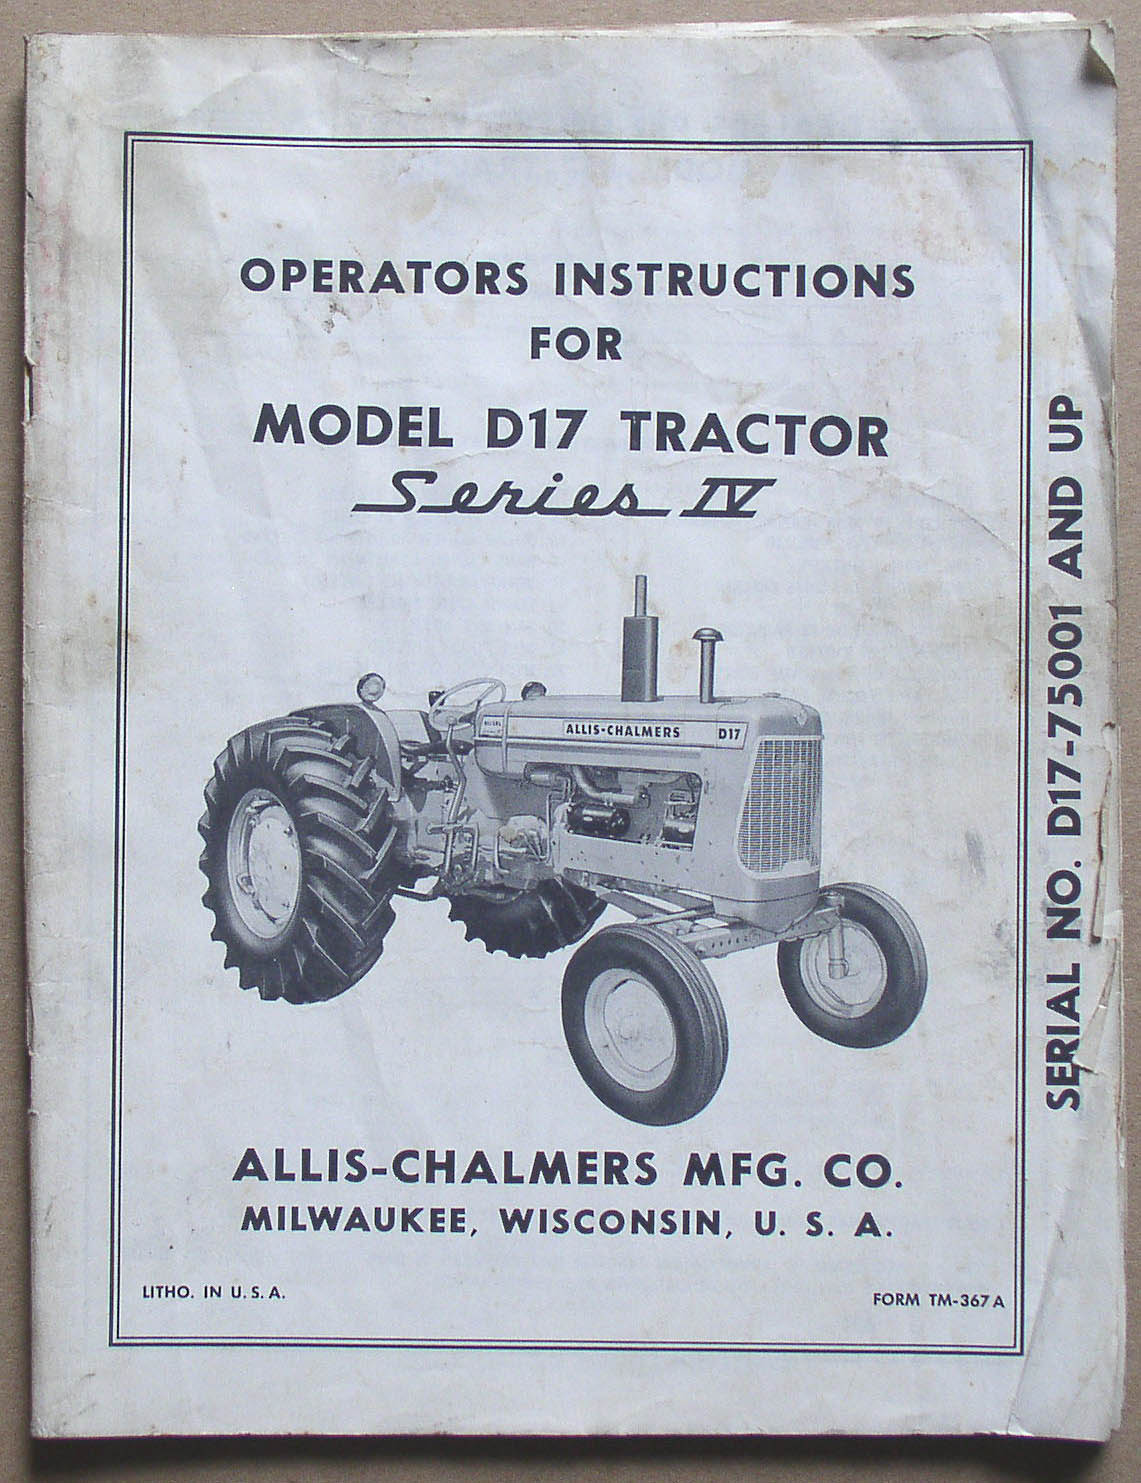 OPERATORS INSTRUCTIONS
FOR
MODEL D17 TRACTOR
Series IV
ALLIS-CHALMERS D17
ALLIS-CHALMERS MFG. CO.
MILWAUKEE, WISCONSIN, U. S. A.
LITHO. IN U. S. A.
FORM TM-367 A
SERIAL NO. D17-75001 AND UP